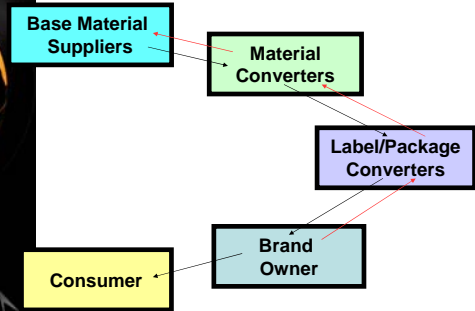 Base Material
Suppliers
Material
Converters
Label/Package
Converters
Brand
Owner
Consumer